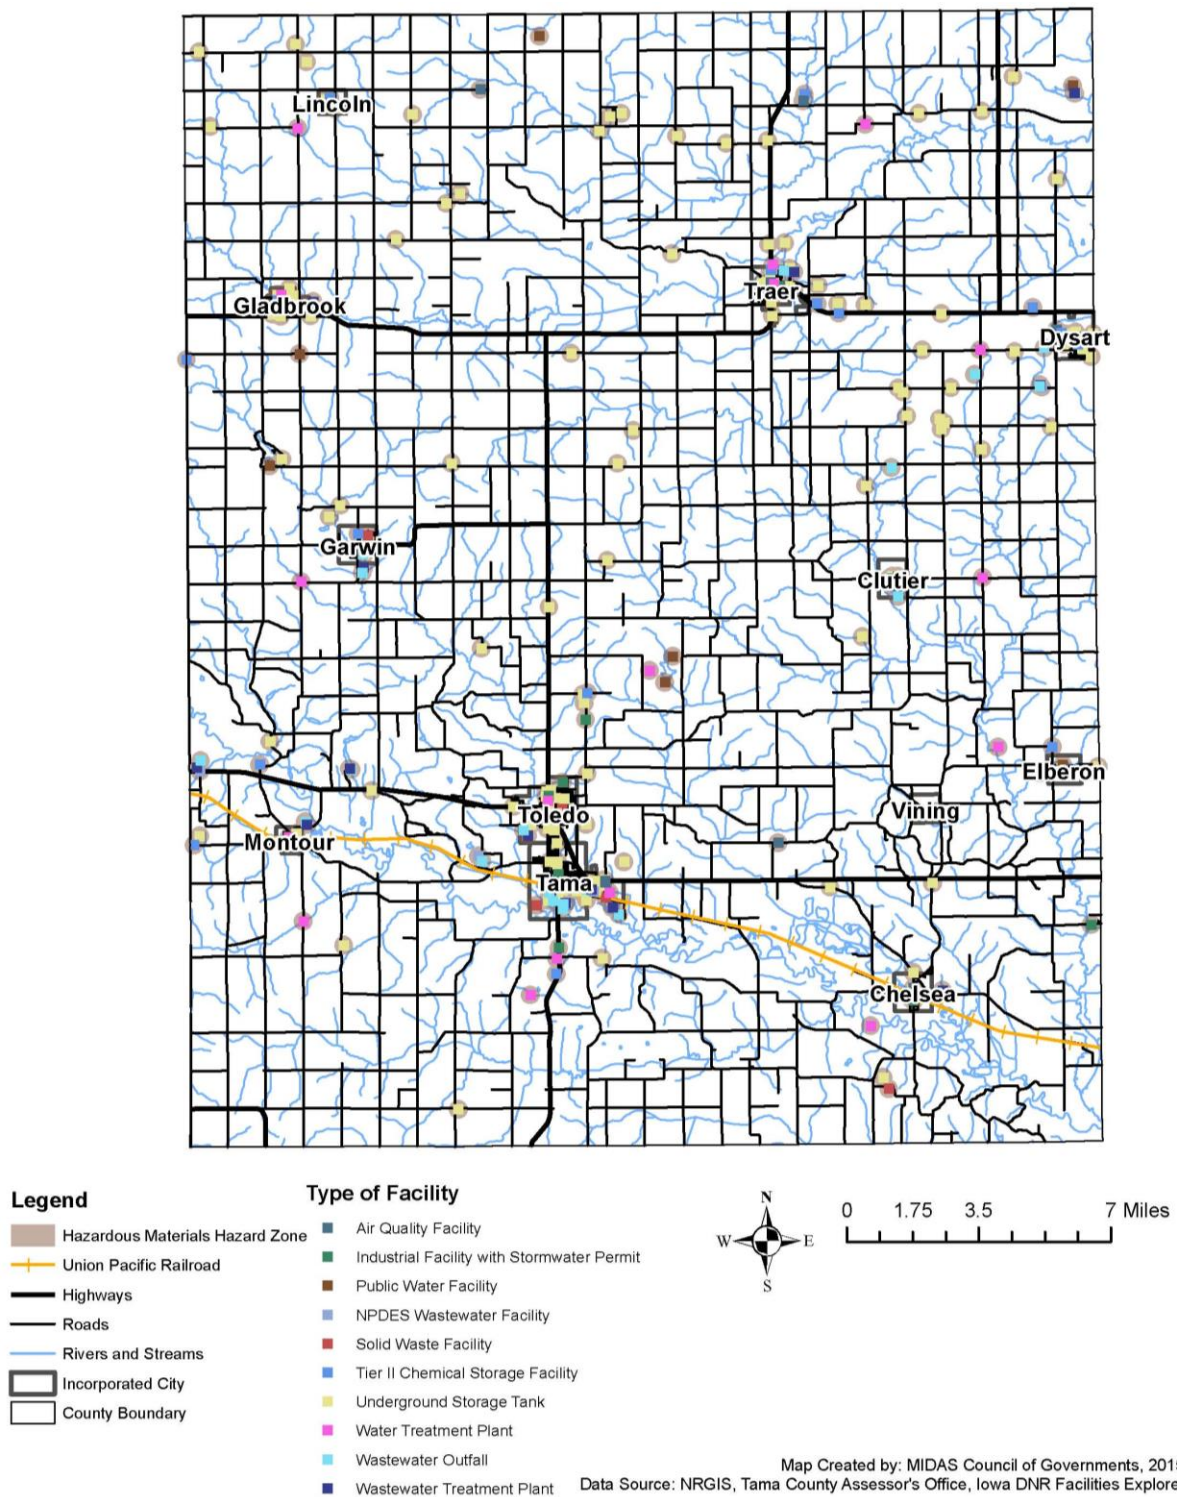 Lincoln
Gladbrook
Traer
Dysart
Garwin
Clutier
Elberon
Vining
Toledo
Montour
Tama
Chelsea
Legend
Hazardous Materials Hazard Zone
Union Pacific Railroad
Highways
Roads
Rivers and Streams
Incorporated City
County Boundary
Type of Facility
Air Quality Facility
Industrial Facility with Stormwater Permit
Public Water Facility
NPDES Wastewater Facility
Solid Waste Facility
Tier II Chemical Storage Facility
Underground Storage Tank
Water Treatment Plant
Wastewater Outfall
Wastewater Treatment Plant
N
W E
S
0 1.75 3.5 7 Miles
Map Created by: MIDAS Council of Governments,
Data Source: NRGIS, Tama County Assessor's Office, Iowa DNR Facilities